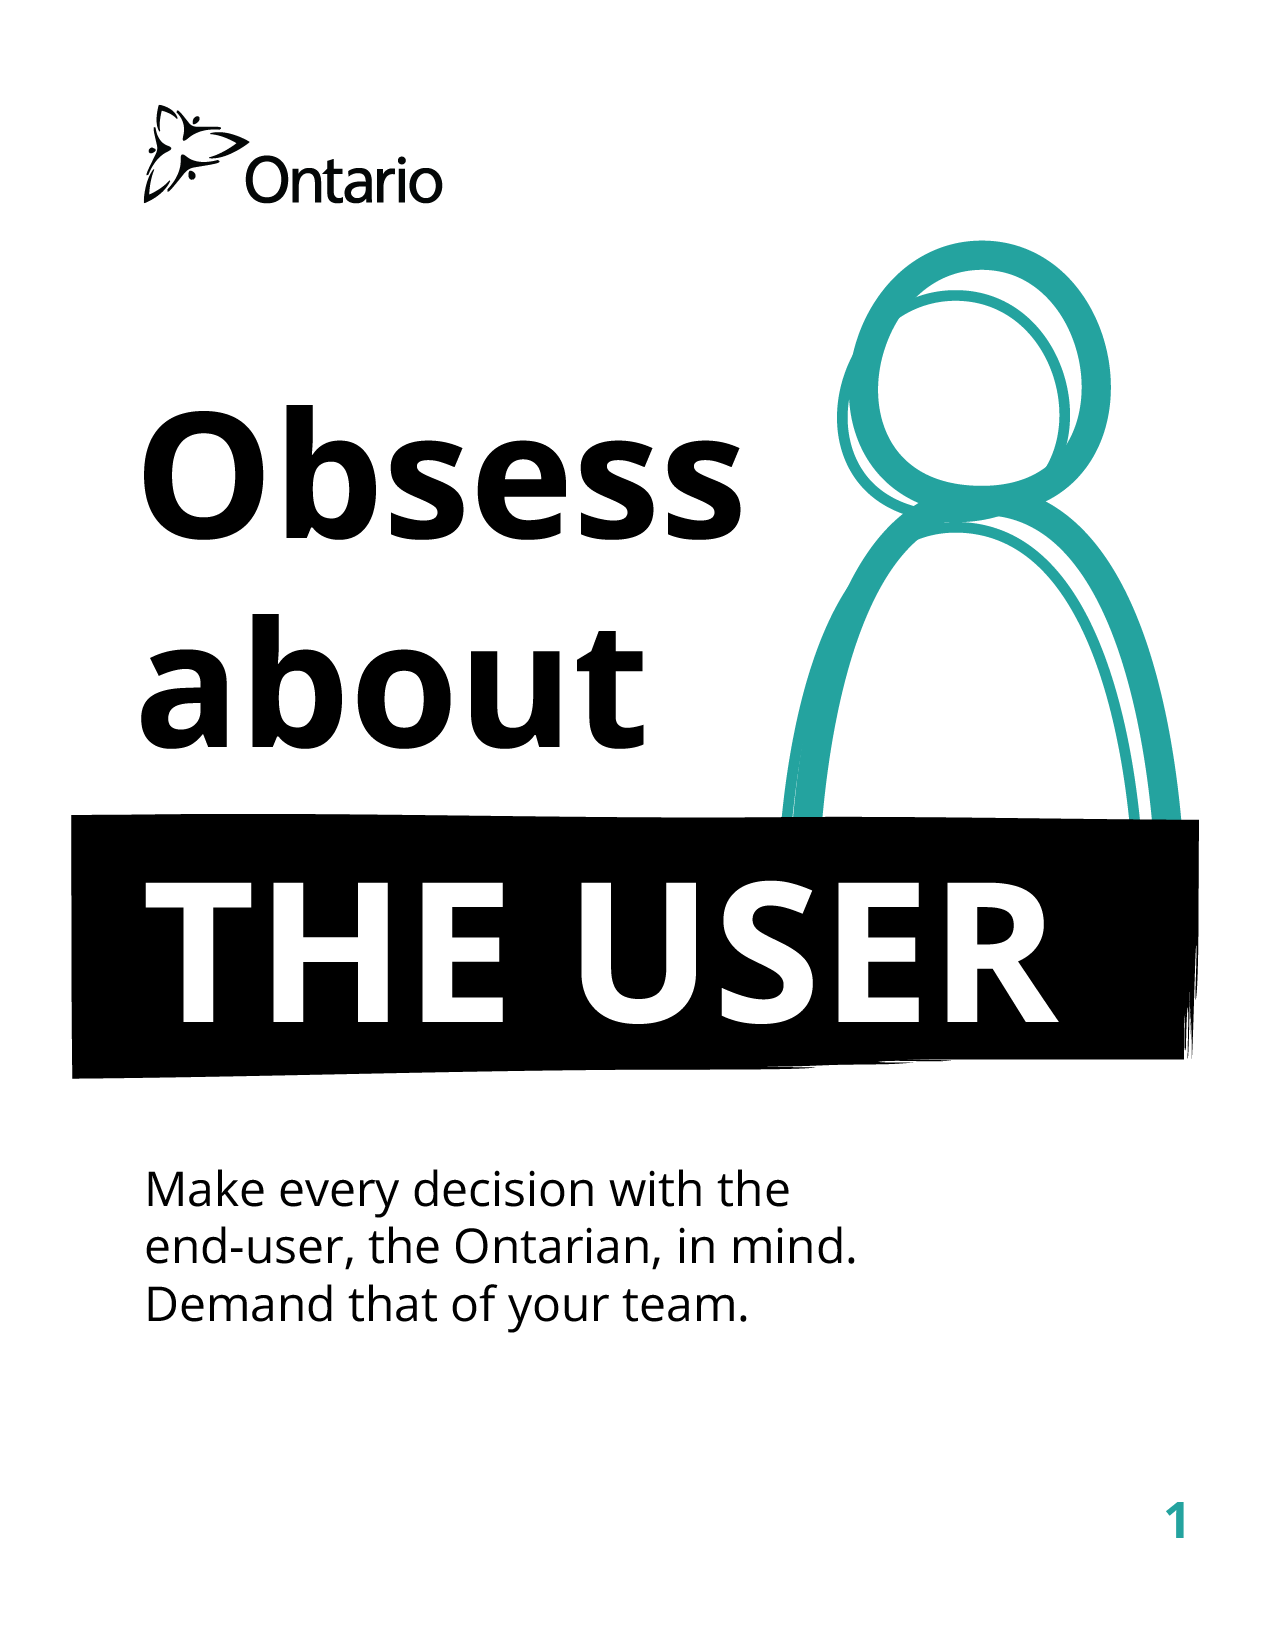 Ontario
Obsess
about
THE USER
Make every decision with the
end-user, the Ontarian, in mind.
Demand that of your team.
1